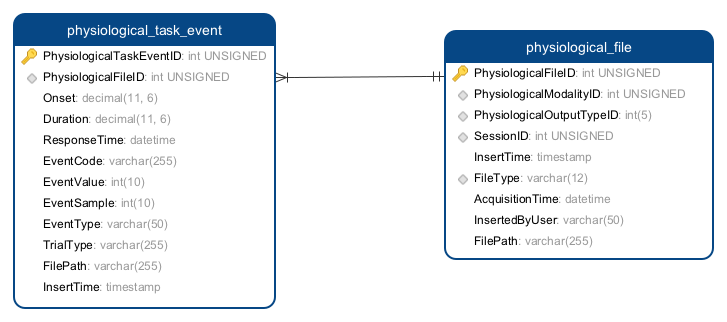 physiological_task_event
PhysiologicalTaskEventID: int UNSIGNED
PhysiologicalFileID: int UNSIGNED
Onset: decimal(11, 6)
Duration: decimal(11, 6)
ResponseTime: datetime
EventCode: varchar(255)
EventValue: int(10)
EventSample: int(10)
EventType: varchar(50)
TrialType: varchar(255)
FilePath: varchar(255)
InsertTime: timestamp
physiological_file
PhysiologicalFileID: int UNSIGNED
PhysiologicalModalityID: int UNSIGNED
PhysiologicalOutputTypeID: int(5)
SessionID: int UNSIGNED
InsertTime: timestamp
FileType: varchar(12)
AcquisitionTime: datetime
InsertedByUser: varchar(50)
FilePath: varchar(255)